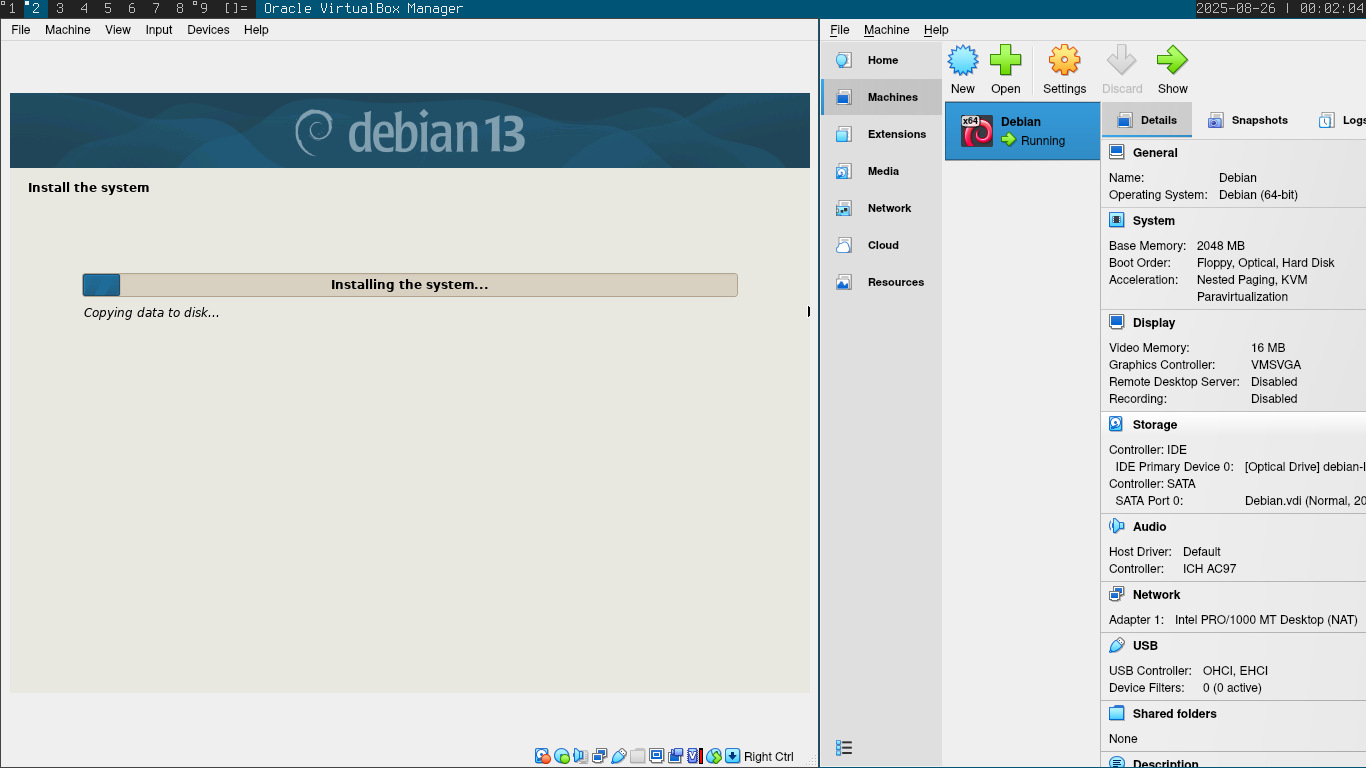 1 2 3 4 5 6 7 8 9 []= Oracle VirtualBox Manager 2025-08-26 | 00:02:04
File Machine View Input Devices Help
debian 13
Install the system
Installing the system...
Copying data to disk...
Right Ctrl
File Machine Help
Home
Machines
Extensions
Media
Network
Cloud
Resources
New Open Settings Discard Show
x64
Debian
Running
Details Snapshots Logs
General
Name: Debian
Operating System: Debian (64-bit)
System
Base Memory: 2048 MB
Boot Order: Floppy, Optical, Hard Disk
Acceleration: Nested Paging, KVM
Paravirtualization
Display
Video Memory: 16 MB
Graphics Controller: VMSVGA
Remote Desktop Server: Disabled
Recording: Disabled
Storage
Controller: IDE
IDE Primary Device 0: [Optical Drive] debian-
Controller: SATA
SATA Port 0: Debian.vdi (Normal, 20
Audio
Host Driver: Default
Controller: ICH AC97
Network
Adapter 1: Intel PRO/1000 MT Desktop (NAT)
USB
USB Controller: OHCI, EHCI
Device Filters: 0 (0 active)
Shared folders
None
Description